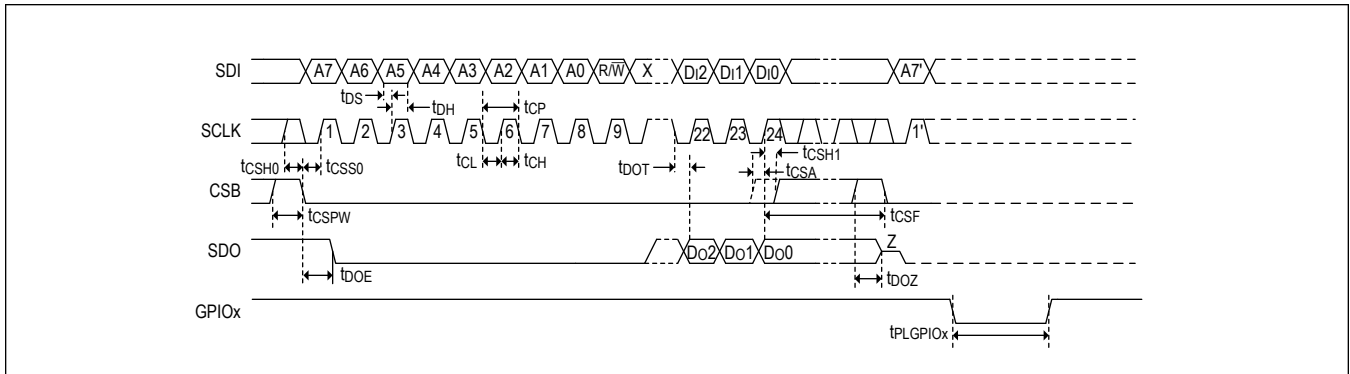 SDI A7 A6 A5 A4 A3 A2 A1 A0 R/W̅ X DI2 DI1 DI0 A7'
tDS tDH tCP
SCLK 1 2 3 4 5 6 7 8 9 22 23 24 1'
tCSH0 tCSS0 tCL tCH tDOT tCSH1
tCSA
CSB
tCSPW tCSF
SDO DO2 DO1 DO0 Z
tDOE tDOZ
GPIOx
tPLGPIOx